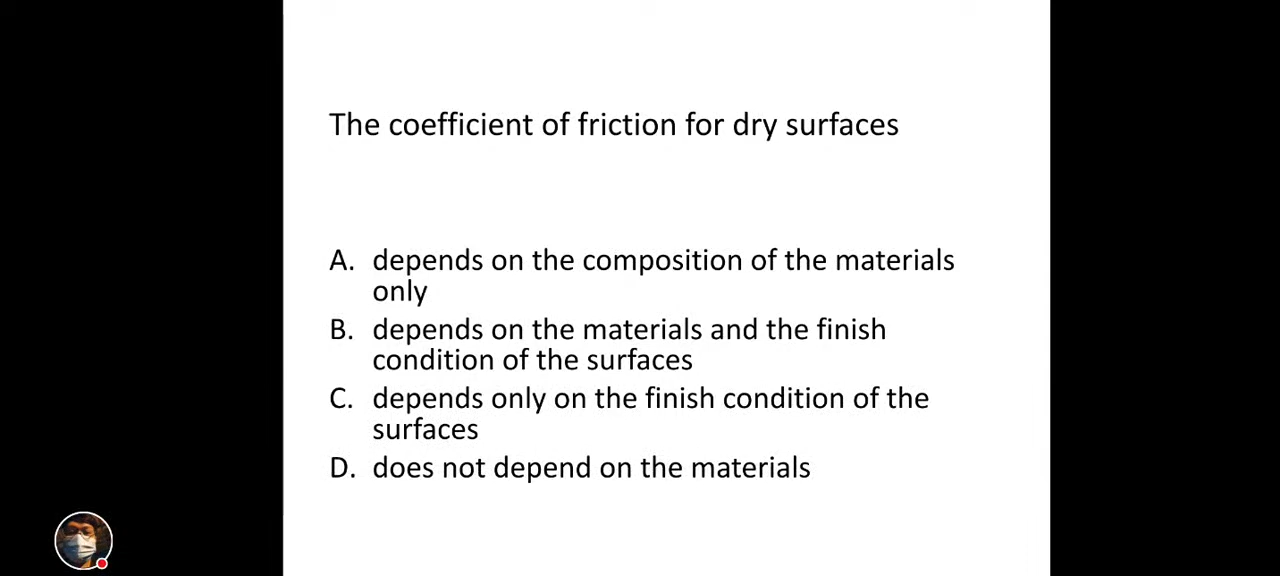 The coefficient of friction for dry surfaces
A. depends on the composition of the materials
only
B. depends on the materials and the finish
condition of the surfaces
C. depends only on the finish condition of the
surfaces
D. does not depend on the materials